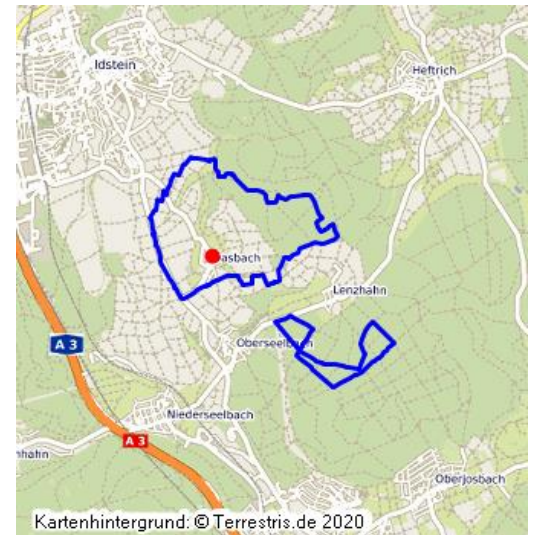 Idstein
Heftrich
asbach
Lenzhahn
A 3
Oberseelbach
Niederseelbach
A 3
nhahn
Oberjosbach
Kartenhintergrund: © Terrestris.de 2020